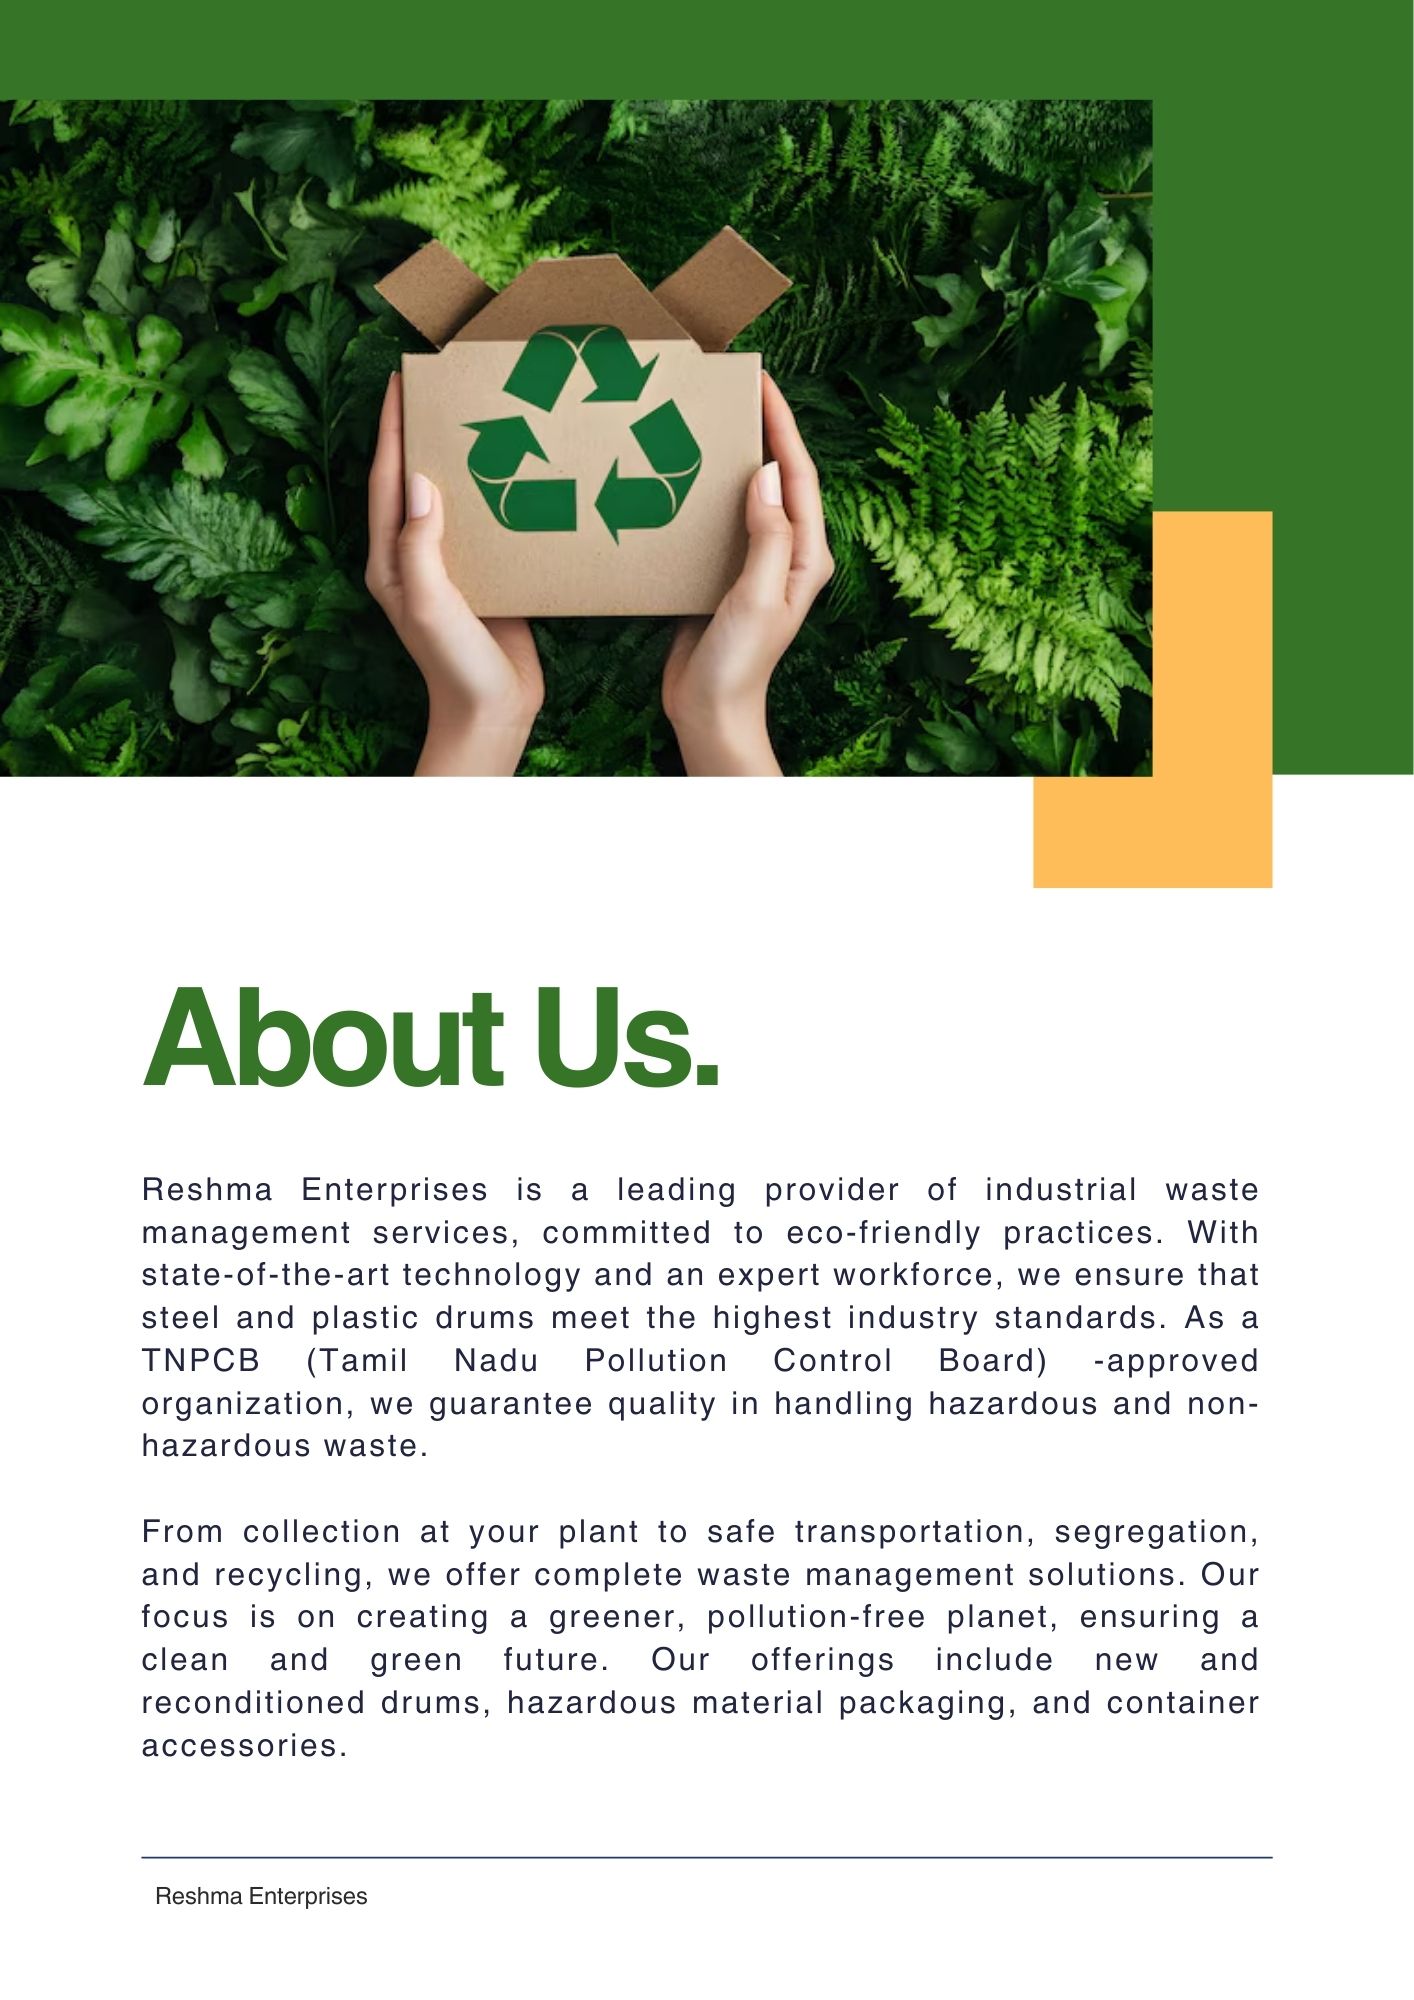 About Us.
Reshma Enterprises is a leading provider of industrial waste
management services, committed to eco-friendly practices. With
state-of-the-art technology and an expert workforce, we ensure that
steel and plastic drums meet the highest industry standards. As a
TNPCB (Tamil Nadu Pollution Control Board) -approved
organization, we guarantee quality in handling hazardous and non-
hazardous waste.
From collection at your plant to safe transportation, segregation,
and recycling, we offer complete waste management solutions. Our
focus is on creating a greener, pollution-free planet, ensuring a
clean and green future. Our offerings include new and
reconditioned drums, hazardous material packaging, and container
accessories.
Reshma Enterprises